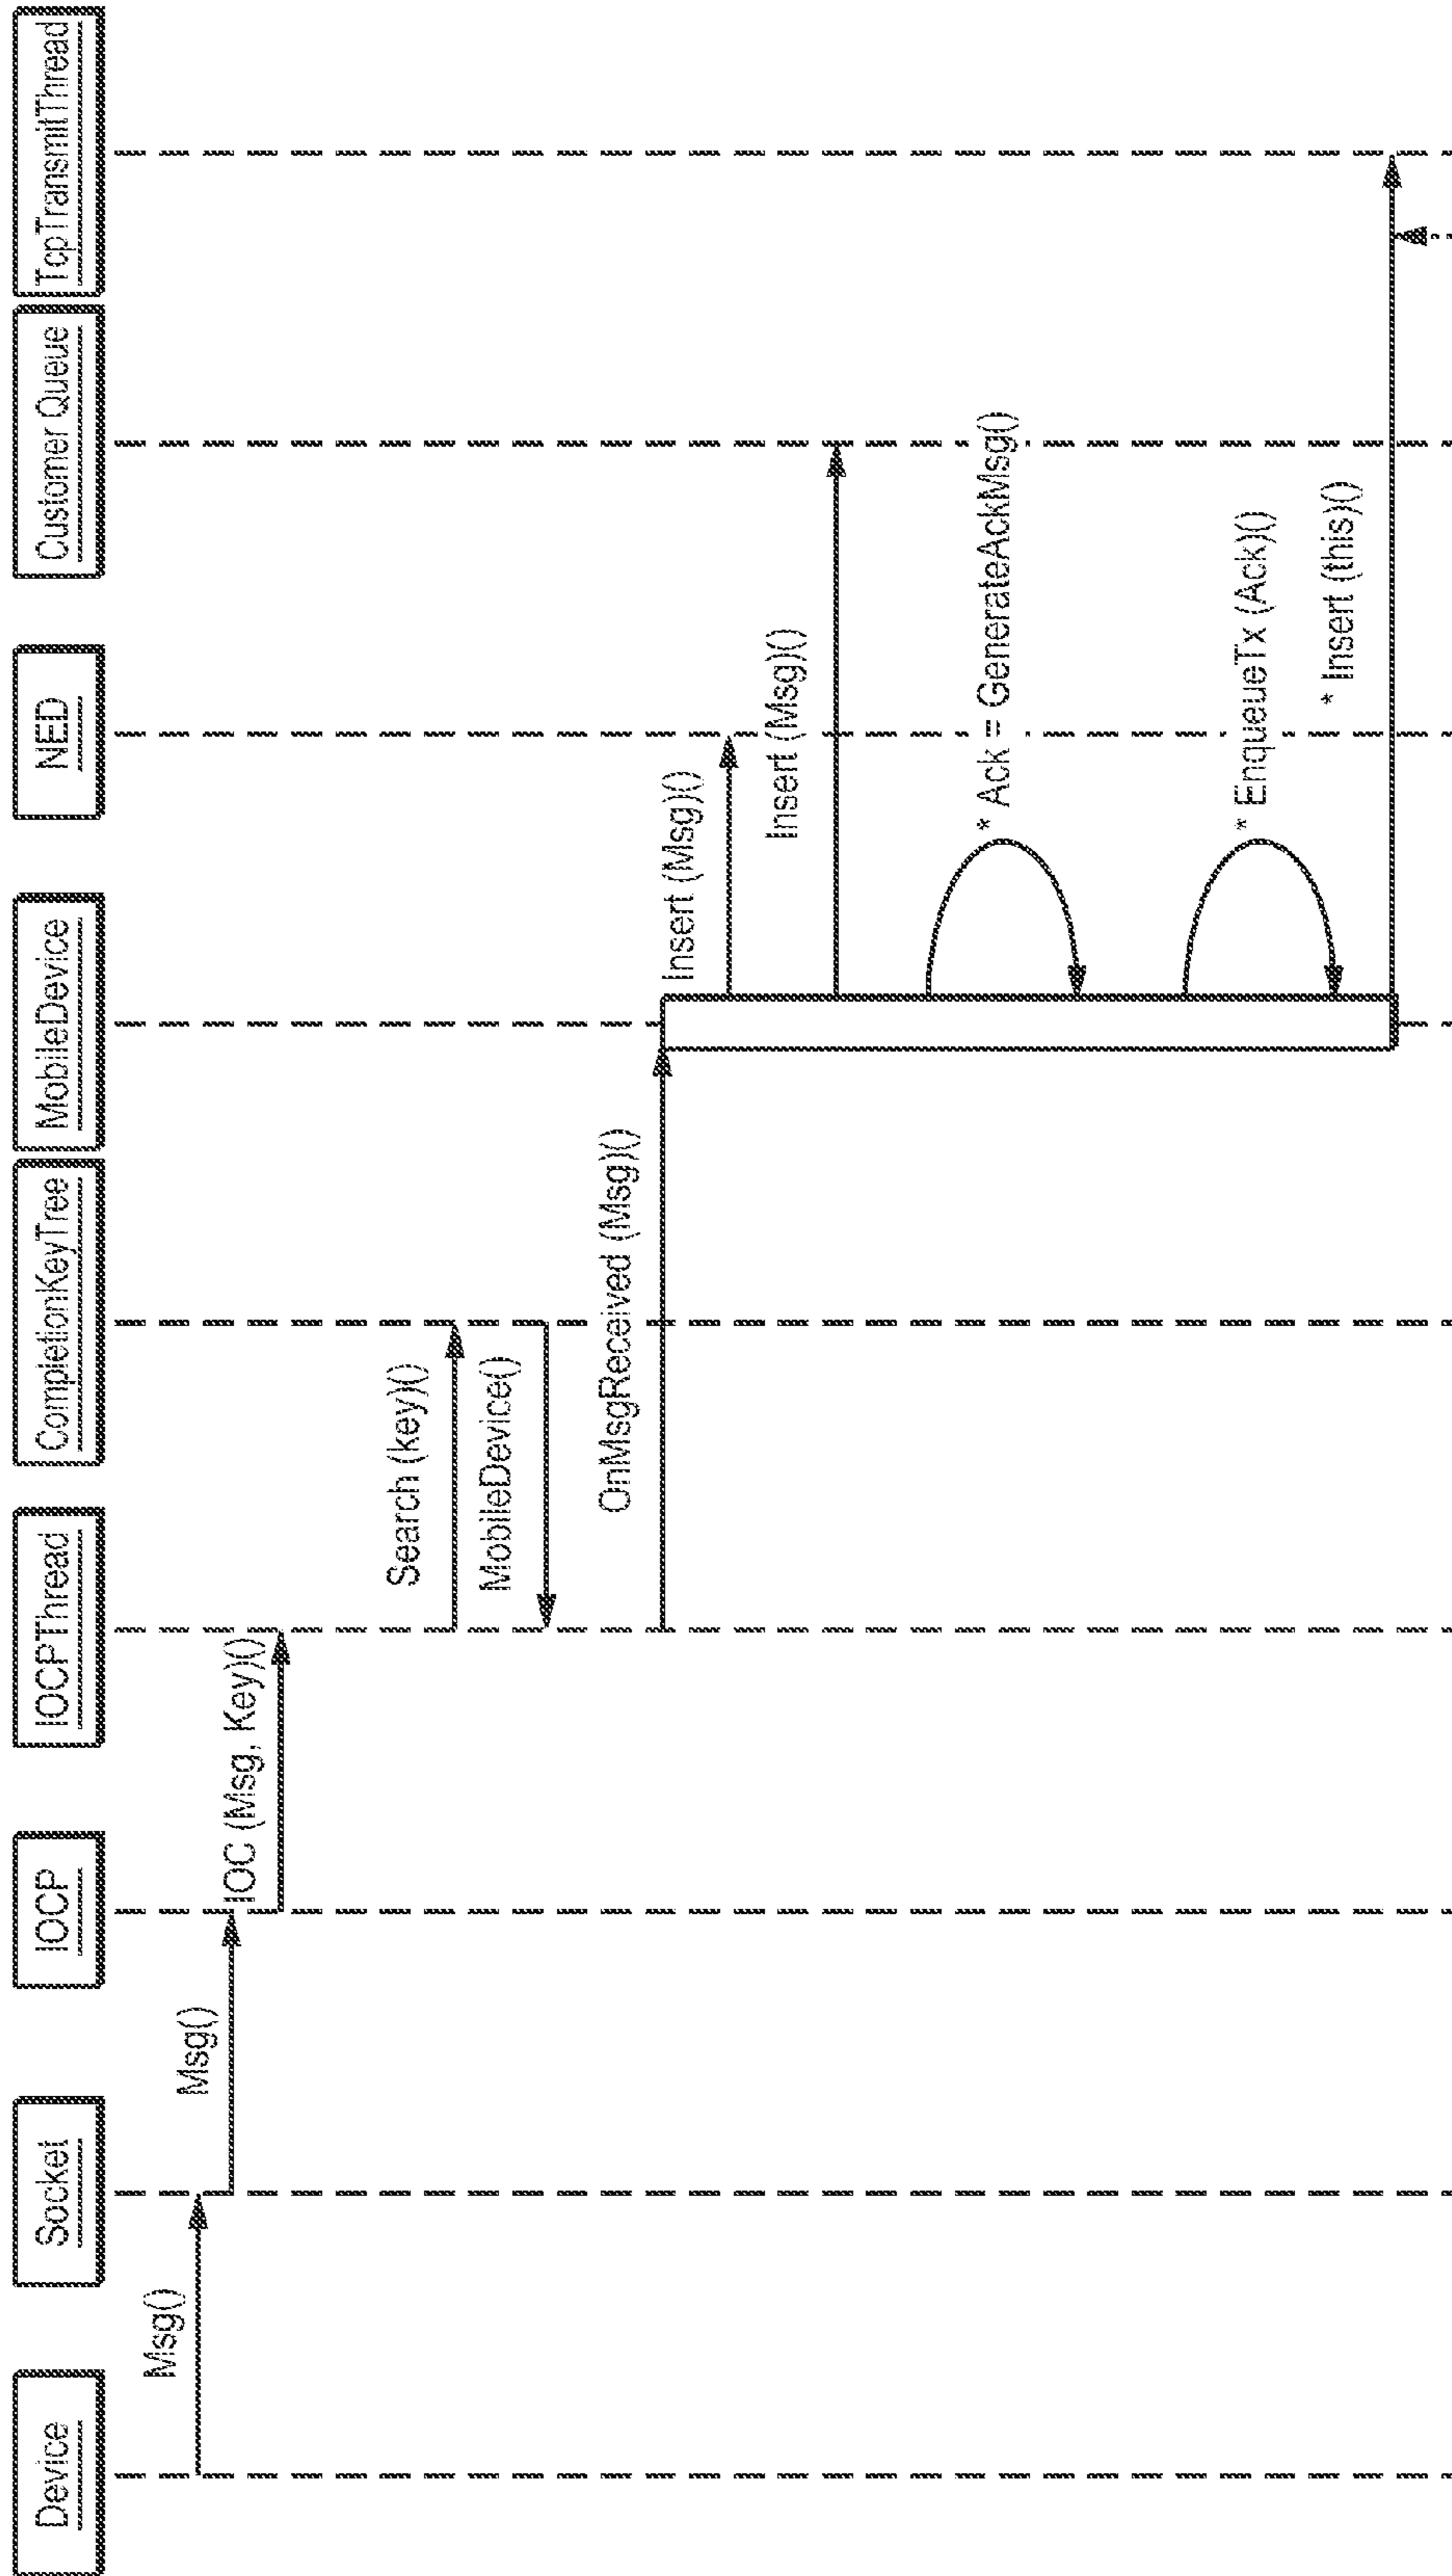 Device
Socket
IOCP
IOCPThread
CompletionKeyTree
MobileDevice
NED
Customer Queue
TcpTransmitThread
Msg()
Msg()
IOC (Msg, Key)()
Search (key)()
MobileDevice()
OnMsgReceived (Msg)()
Insert (Msg)()
Insert (Msg)()
* Ack = GenerateAckMsg()
* EnqueueTx (Ack)()
* Insert (this)()